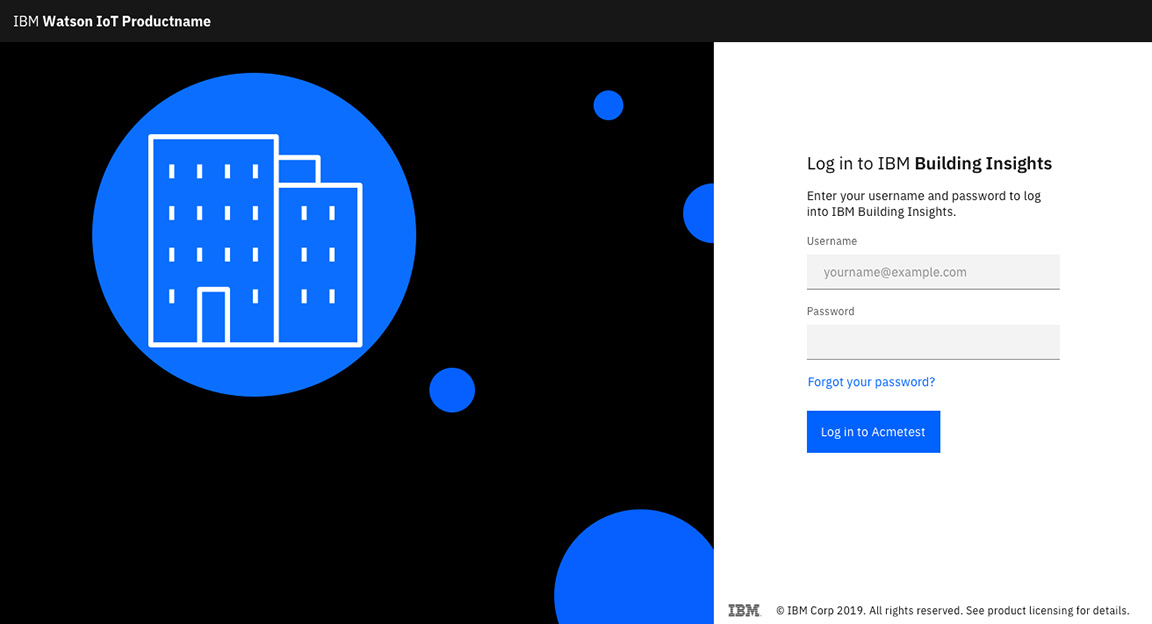 IBM Watson IoT Productname
Log in to IBM Building Insights
Enter your username and password to log
into IBM Building Insights.
Username
yourname@example.com
Password
Forgot your password?
Log in to Acmetest
IBM
© IBM Corp 2019. All rights reserved. See product licensing for details.